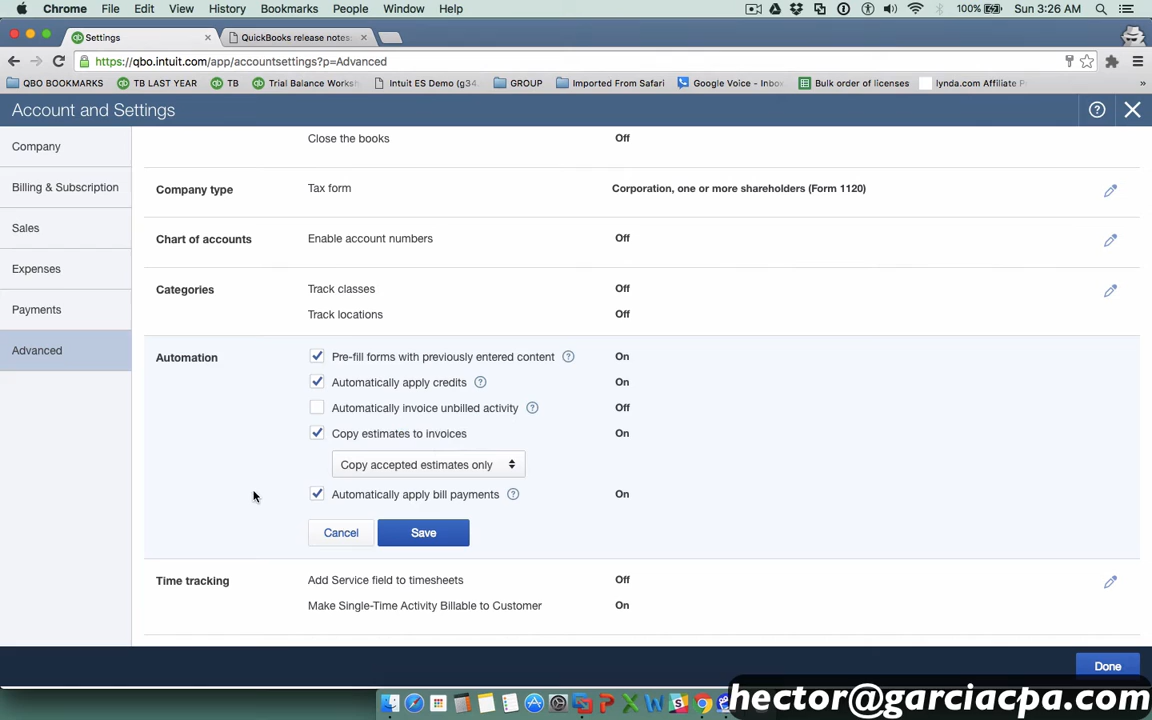 Chrome File Edit View History Bookmarks People Window Help 100% Sun 3:26 AM
Settings × QuickBooks release notes: ×
https://qbo.intuit.com/app/accountsettings?p=Advanced
QBO BOOKMARKS TB LAST YEAR TB Trial Balance Works Intuit ES Demo (g34. GROUP Imported From Safari Google Voice - Inbo Bulk order of licenses lynda.com Affiliate P »
Account and Settings ?
Company
Billing & Subscription
Sales
Expenses
Payments
Advanced
Close the books Off
Company type Tax form Corporation, one or more shareholders (Form 1120)
Chart of accounts Enable account numbers Off
Categories Track classes Off
Track locations Off
Automation Pre-fill forms with previously entered content ? On
Automatically apply credits ? On
Automatically invoice unbilled activity ? Off
Copy estimates to invoices On
Copy accepted estimates only
Automatically apply bill payments ? On
Cancel Save
Time tracking Add Service field to timesheets Off
Make Single-Time Activity Billable to Customer On
Done
hector@garciacpa.com